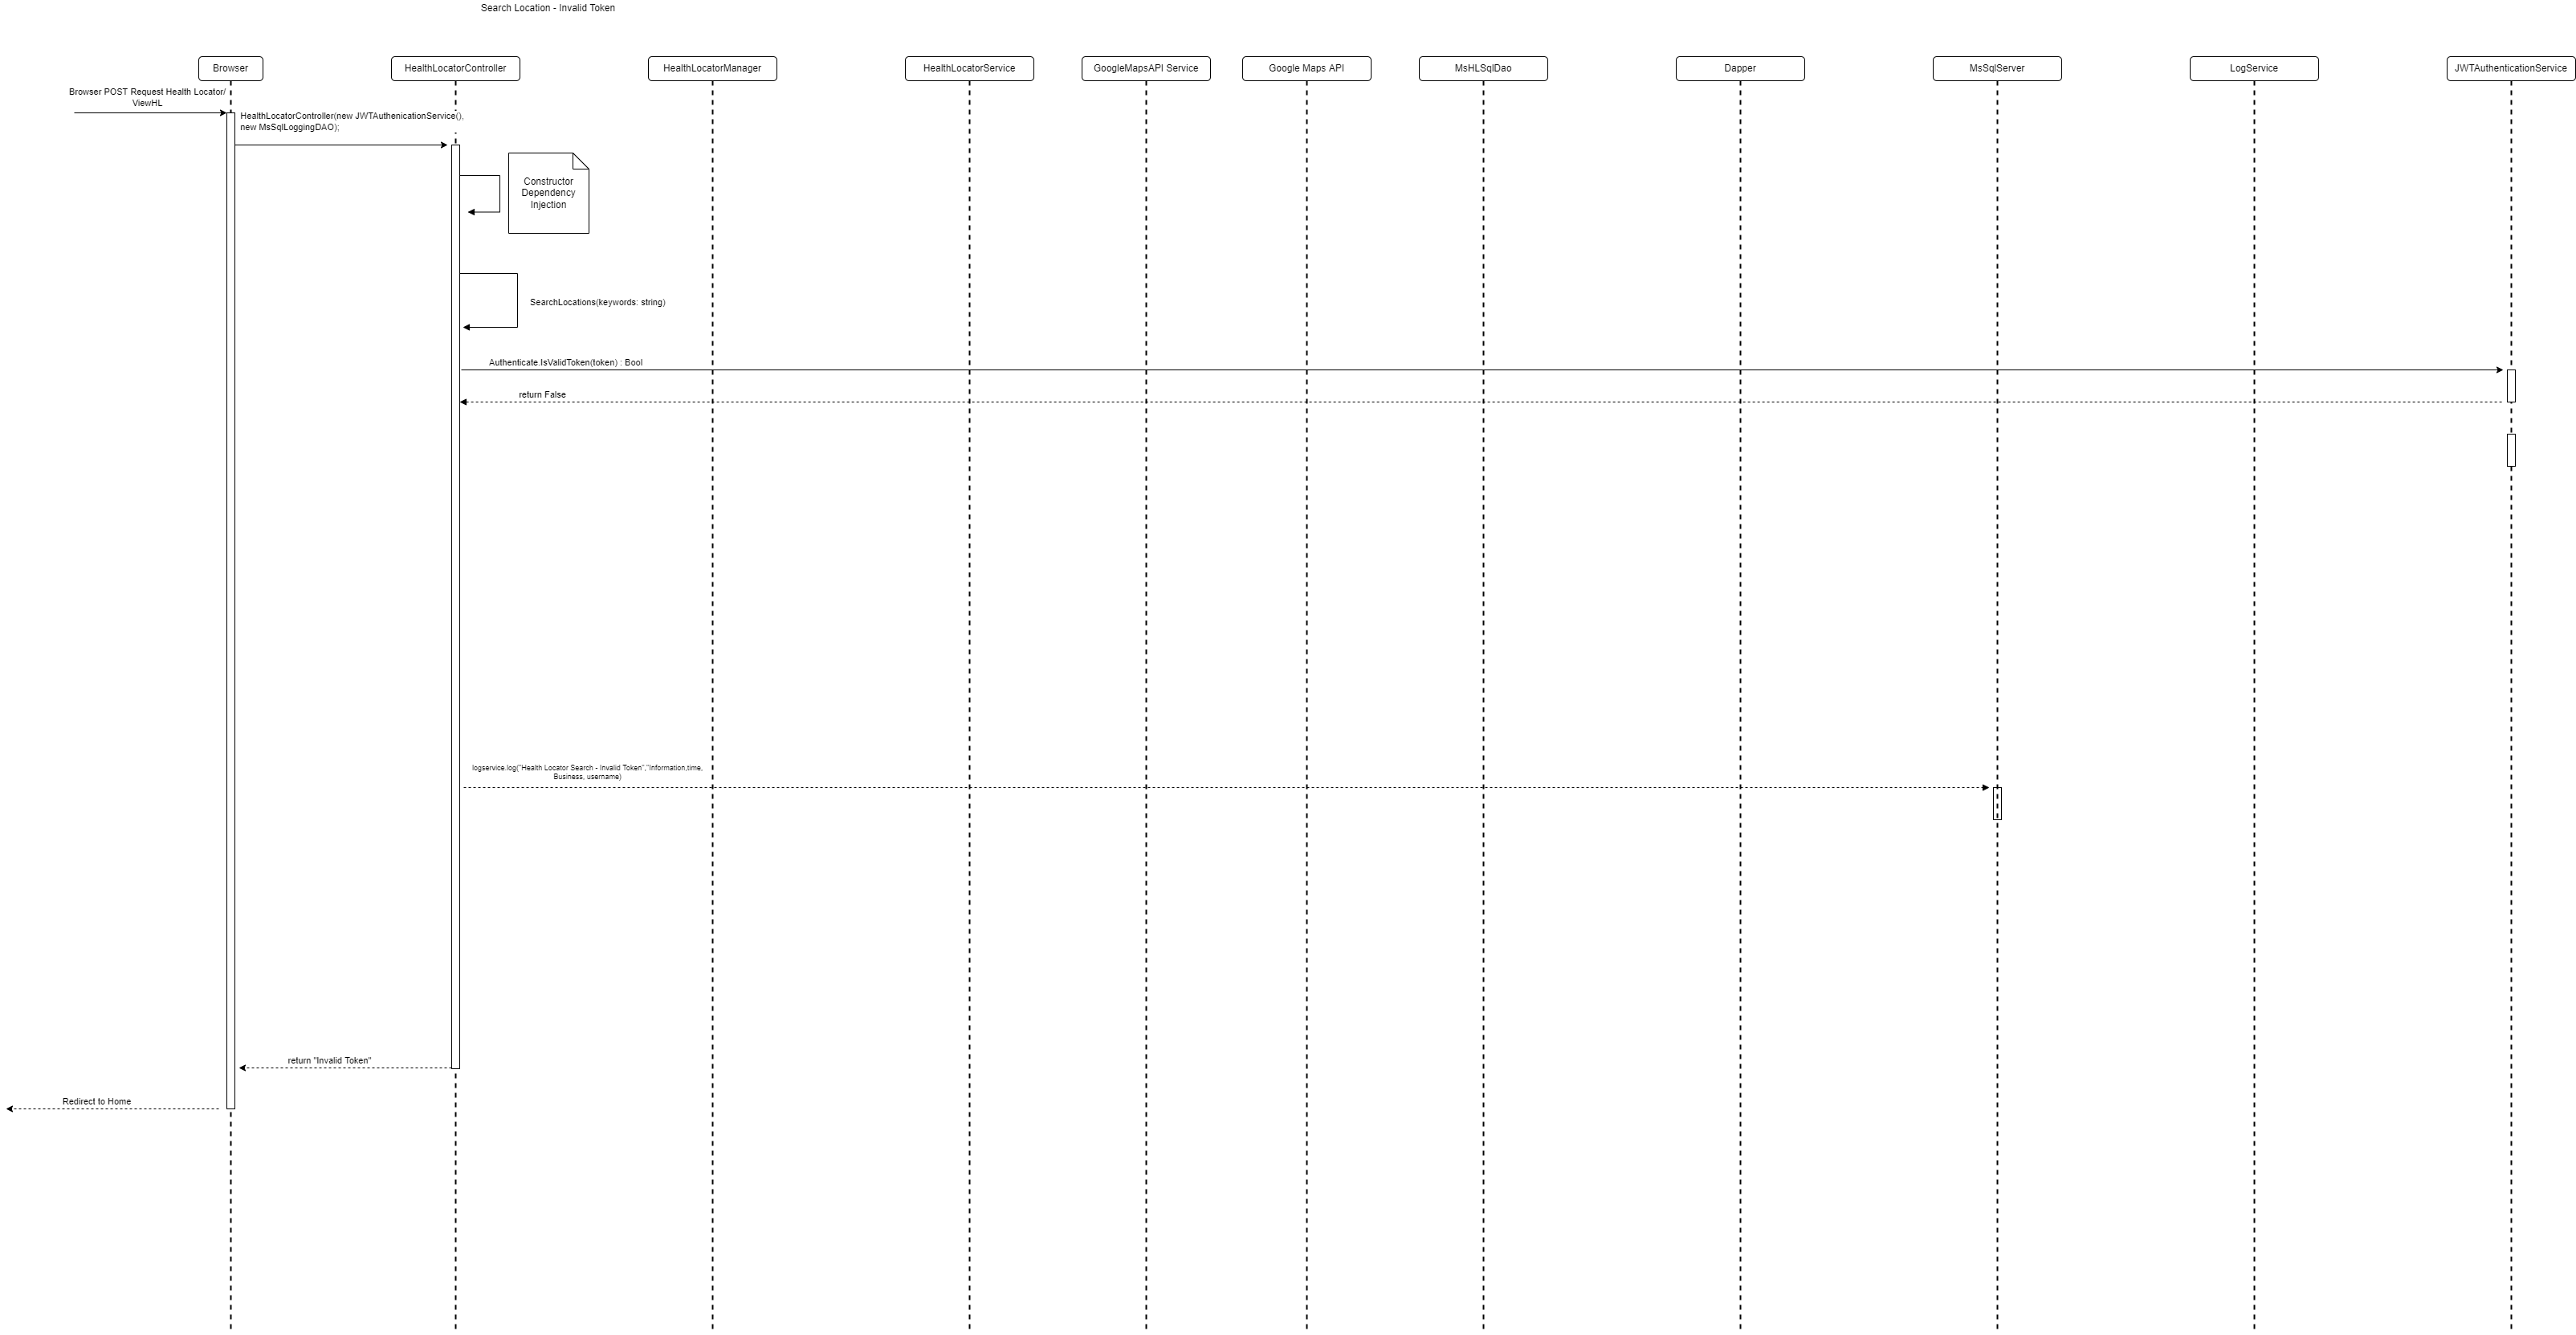 Search Location - Invalid Token
Browser
HealthLocatorController
HealthLocatorManager
HealthLocatorService
GoogleMapsAPI Service
Google Maps API
MsHLSqlDao
Dapper
MsSqlServer
LogService
JWTAuthenticationService
Browser POST Request Health Locator/
ViewHL
HealthLocatorController(new JWTAuthenicationService(),
new MsSqlLoggingDAO);
Constructor
Dependency
Injection
SearchLocations(keywords: string)
Authenticate.IsValidToken(token) : Bool
return False
logservice.log("Health Locator Search - Invalid Token","Information,time,
Business, username)
return "Invalid Token"
Redirect to Home